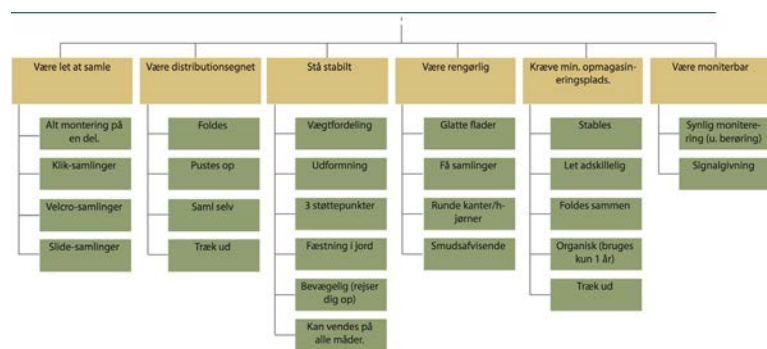 Være let at samle
Alt montering på
en del.
Klik-samlinger
Velcro-samlinger
Slide-samlinger
Være distributionsegnet
Foldes
Pustes op
Saml selv
Træk ud
Stå stabilt
Vægtfordeling
Udformning
3 støttepunkter
Fæstning i jord
Bevægelig (rejser
dig op)
Kan vendes på
alle måder.
Være rengørlig
Glatte flader
Få samlinger
Runde kanter/h-
jørner
Smudsafvisende
Kræve min. opmagasin-
eringsplads.
Stables
Let adskillelig
Foldes sammen
Organisk (bruges
kun 1 år)
Træk ud
Være moniterbar
Synlig monitere-
ring (u. berøring)
Signalgivning